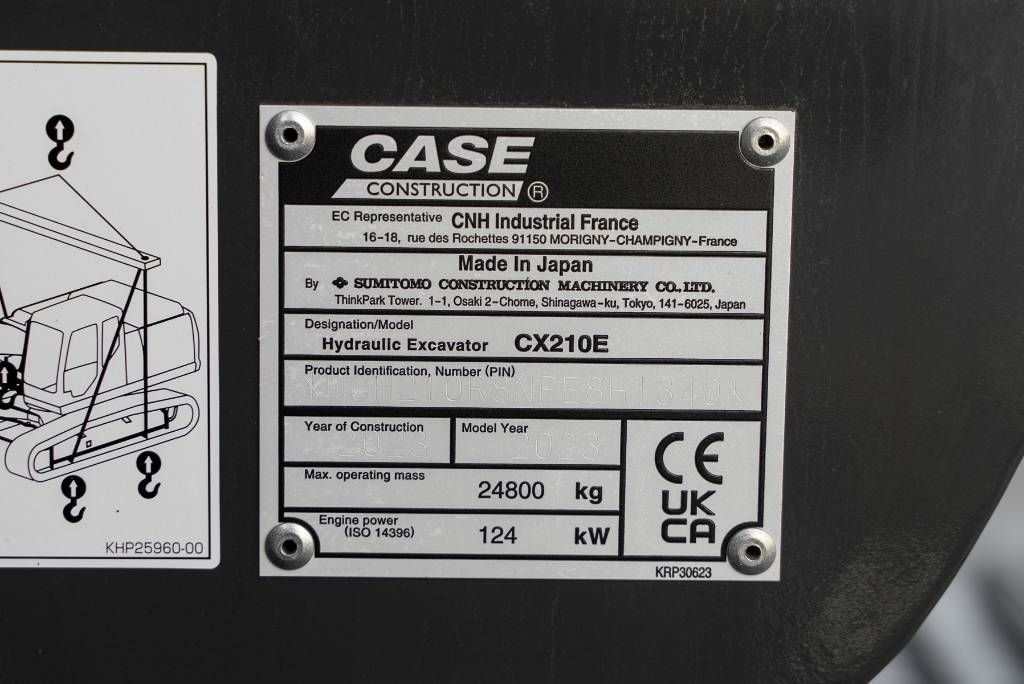 CASE
CONSTRUCTION ®
EC Representative CNH Industrial France
16-18, rue des Rochettes 91150 MORIGNY-CHAMPIGNY-France
Made In Japan
By SUMITOMO CONSTRUCTION MACHINERY CO., LTD.
ThinkPark Tower. 1-1, Osaki 2-Chome, Shinagawa-ku, Tokyo, 141-6025, Japan
Designation/Model
Hydraulic Excavator CX210E
Product Identification, Number (PIN)
Year of Construction 2023
Model Year 2023
Max. operating mass
24800 kg
Engine power
(ISO 14396)
124 kW
CE
UK
CA
KRP30623
KHP25960-00